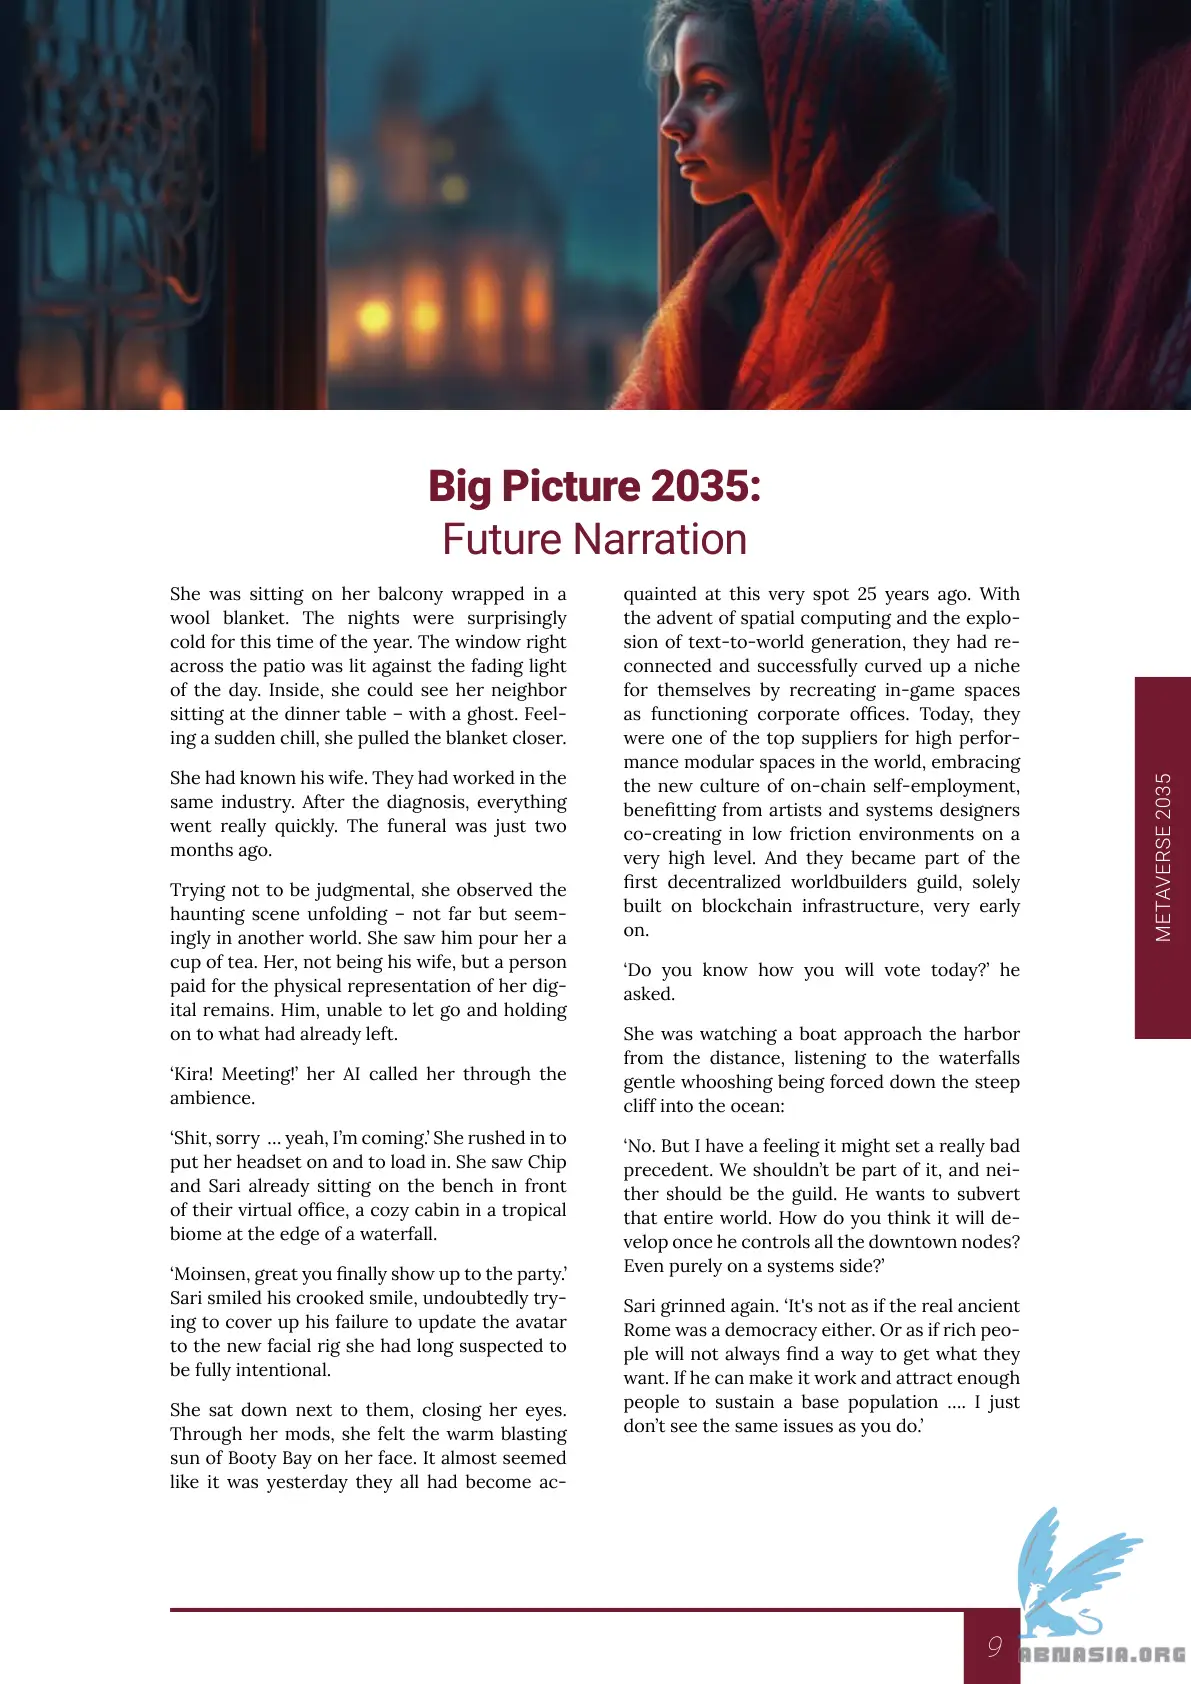 Big Picture 2035:
Future Narration
She was sitting on her balcony wrapped in a
wool blanket. The nights were surprisingly
cold for this time of the year. The window right
across the patio was lit against the fading light
of the day. Inside, she could see her neighbor
sitting at the dinner table – with a ghost. Feel-
ing a sudden chill, she pulled the blanket closer.
She had known his wife. They had worked in the
same industry. After the diagnosis, everything
went really quickly. The funeral was just two
months ago.
Trying not to be judgmental, she observed the
haunting scene unfolding – not far but seem-
ingly in another world. She saw him pour her a
cup of tea. Her, not being his wife, but a person
paid for the physical representation of her dig-
ital remains. Him, unable to let go and holding
on to what had already left.
‘Kira! Meeting!’ her AI called her through the
ambience.
‘Shit, sorry … yeah, I’m coming.’ She rushed in to
put her headset on and to load in. She saw Chip
and Sari already sitting on the bench in front
of their virtual office, a cozy cabin in a tropical
biome at the edge of a waterfall.
‘Moinsen, great you finally show up to the party.’
Sari smiled his crooked smile, undoubtedly try-
ing to cover up his failure to update the avatar
to the new facial rig she had long suspected to
be fully intentional.
She sat down next to them, closing her eyes.
Through her mods, she felt the warm blasting
sun of Booty Bay on her face. It almost seemed
like it was yesterday they all had become ac-
quainted at this very spot 25 years ago. With
the advent of spatial computing and the explo-
sion of text-to-world generation, they had re-
connected and successfully curved up a niche
for themselves by recreating in-game spaces
as functioning corporate offices. Today, they
were one of the top suppliers for high perfor-
mance modular spaces in the world, embracing
the new culture of on-chain self-employment,
benefitting from artists and systems designers
co-creating in low friction environments on a
very high level. And they became part of the
first decentralized worldbuilders guild, solely
built on blockchain infrastructure, very early
on.
‘Do you know how you will vote today?’ he
asked.
She was watching a boat approach the harbor
from the distance, listening to the waterfalls
gentle whooshing being forced down the steep
cliff into the ocean:
‘No. But I have a feeling it might set a really bad
precedent. We shouldn’t be part of it, and nei-
ther should be the guild. He wants to subvert
that entire world. How do you think it will de-
velop once he controls all the downtown nodes?
Even purely on a systems side?’
Sari grinned again. ‘It's not as if the real ancient
Rome was a democracy either. Or as if rich peo-
ple will not always find a way to get what they
want. If he can make it work and attract enough
people to sustain a base population .... I just
don’t see the same issues as you do.’
METAVERSE 2035
9
ABNASIA.ORG